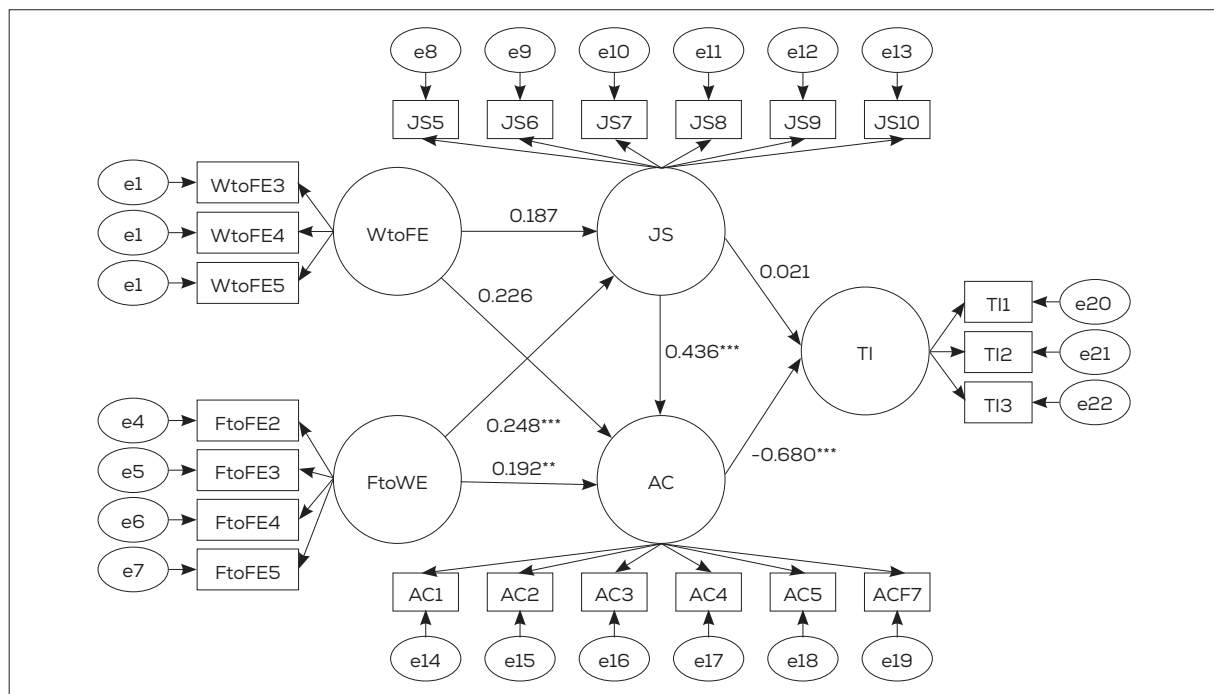 e8 e9 e10 e11 e12 e13
JS5 JS6 JS7 JS8 JS9 JS10
e1 WtoFE3
e1 WtoFE4
e1 WtoFE5
WtoFE
0.187
JS
0.226
0.021
0.436***
TI
TI1 e20
TI2 e21
TI3 e22
e4 FtoFE2
e5 FtoFE3
e6 FtoFE4
e7 FtoFE5
FtoWE
0.248***
0.192**
AC
-0.680***
AC1 AC2 AC3 AC4 AC5 ACF7
e14 e15 e16 e17 e18 e19